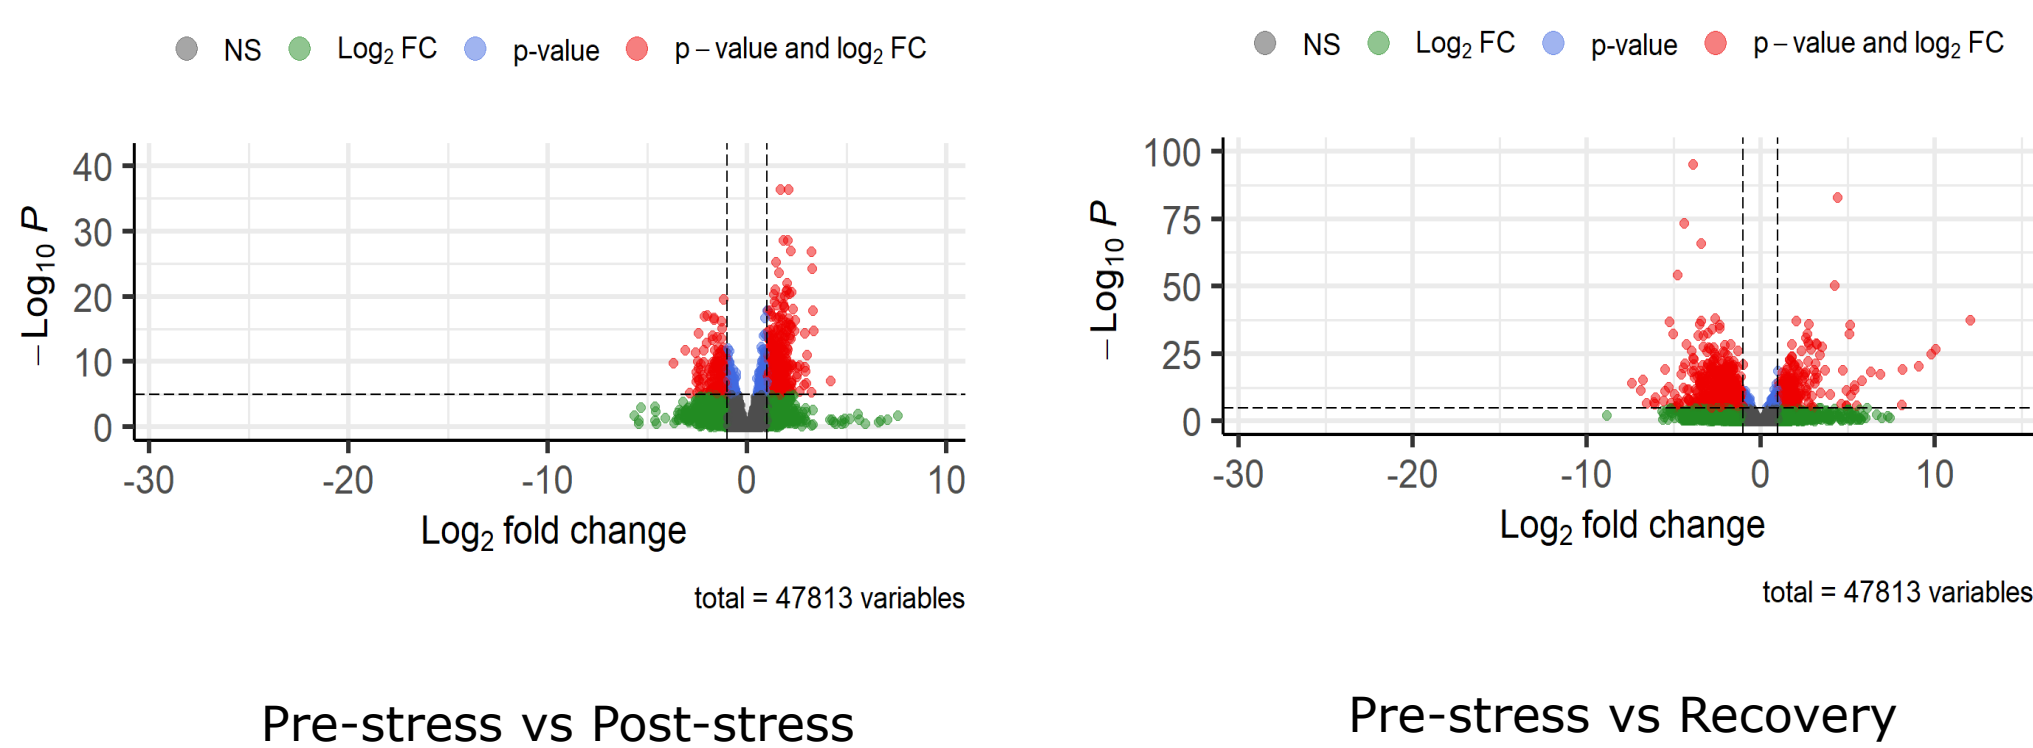 NS Log2 FC p-value p – value and log2 FC
– Log10 P
40
30
20
10
0
-30 -20 -10 0 10
Log2 fold change
total = 47813 variables
Pre-stress vs Post-stress
NS Log2 FC p-value p – value and log2 FC
– Log10 P
100
75
50
25
0
-30 -20 -10 0 10
Log2 fold change
total = 47813 variables
Pre-stress vs Recovery